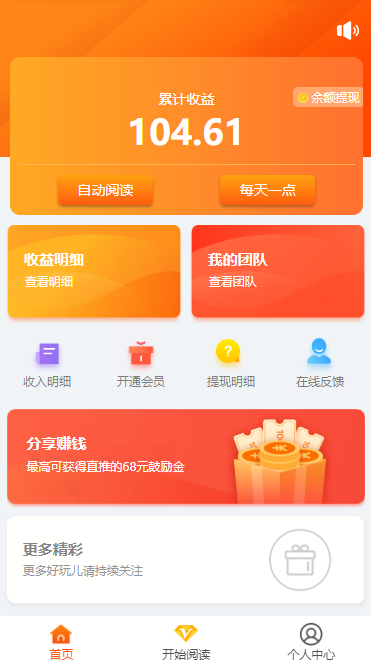 累计收益
余额提现
104.61
自动阅读
每天一点
收益明细
查看明细
我的团队
查看团队
收入明细
开通会员
提现明细
在线反馈
分享赚钱
最高可获得直推的68元鼓励金
更多精彩
更多好玩儿请持续关注
首页
开始阅读
个人中心